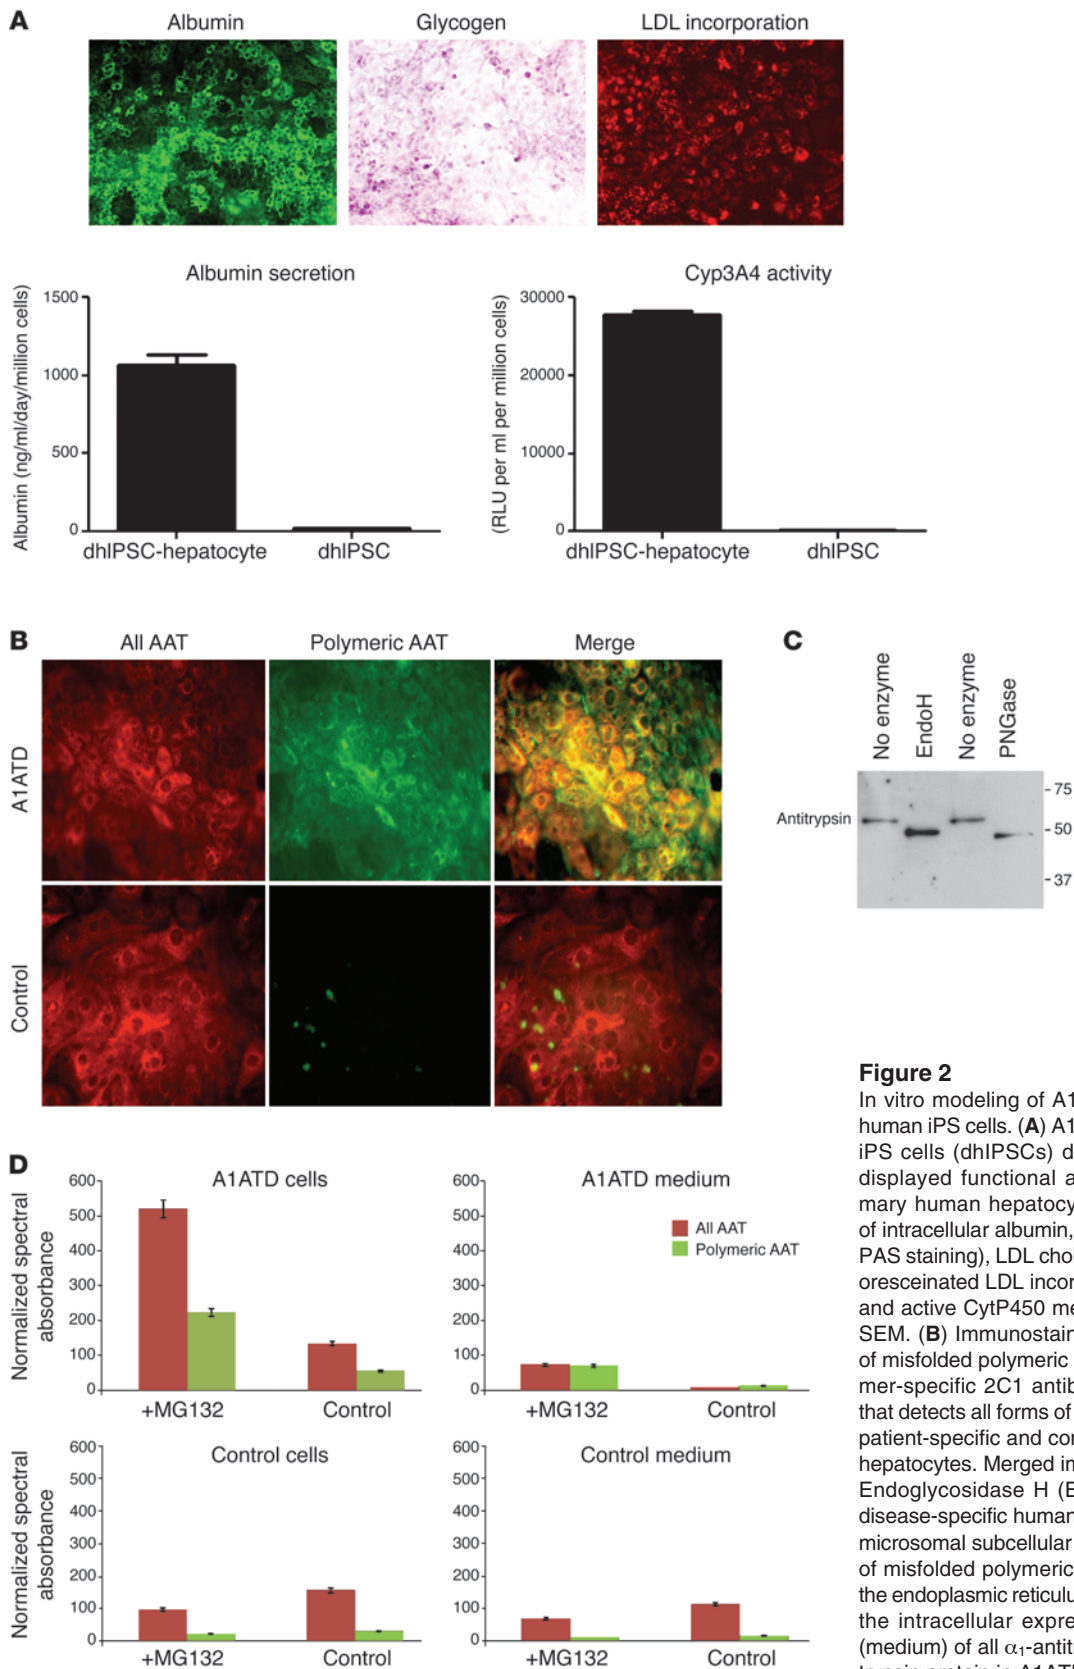 A
Albumin
Glycogen
LDL incorporation
Albumin secretion
Albumin (ng/ml/day/million cells)
1500
1000
500
0
dhIPSC-hepatocyte
dhIPSC
Cyp3A4 activity
(RLU per ml per million cells)
30000
20000
10000
0
dhIPSC-hepatocyte
dhIPSC
B
All AAT
Polymeric AAT
Merge
A1ATD
Control
C
No enzyme
EndoH
No enzyme
PNGase
Antitrypsin
- 75
- 50
- 37
D
A1ATD cells
Normalized spectral
absorbance
600
500
400
300
200
100
0
+MG132
Control
A1ATD medium
All AAT
Polymeric AAT
600
500
400
300
200
100
0
+MG132
Control
Control cells
Normalized spectral
absorbance
600
500
400
300
200
100
0
+MG132
Control
Control medium
600
500
400
300
200
100
0
+MG132
Control
Figure 2
In vitro modeling of A1
human iPS cells. (A) A1
iPS cells (dhIPSCs) d
displayed functional a
mary human hepatocy
of intracellular albumin,
PAS staining), LDL chol
oresceinated LDL incor
and active CytP450 me
SEM. (B) Immunostain
of misfolded polymeric
mer-specific 2C1 antib
that detects all forms of
patient-specific and con
hepatocytes. Merged im
Endoglycosidase H (E
disease-specific human
microsomal subcellular
of misfolded polymeric
the endoplasmic reticulu
the intracellular expre
(medium) of all α1-antitr
trypsin protein in A1ATD